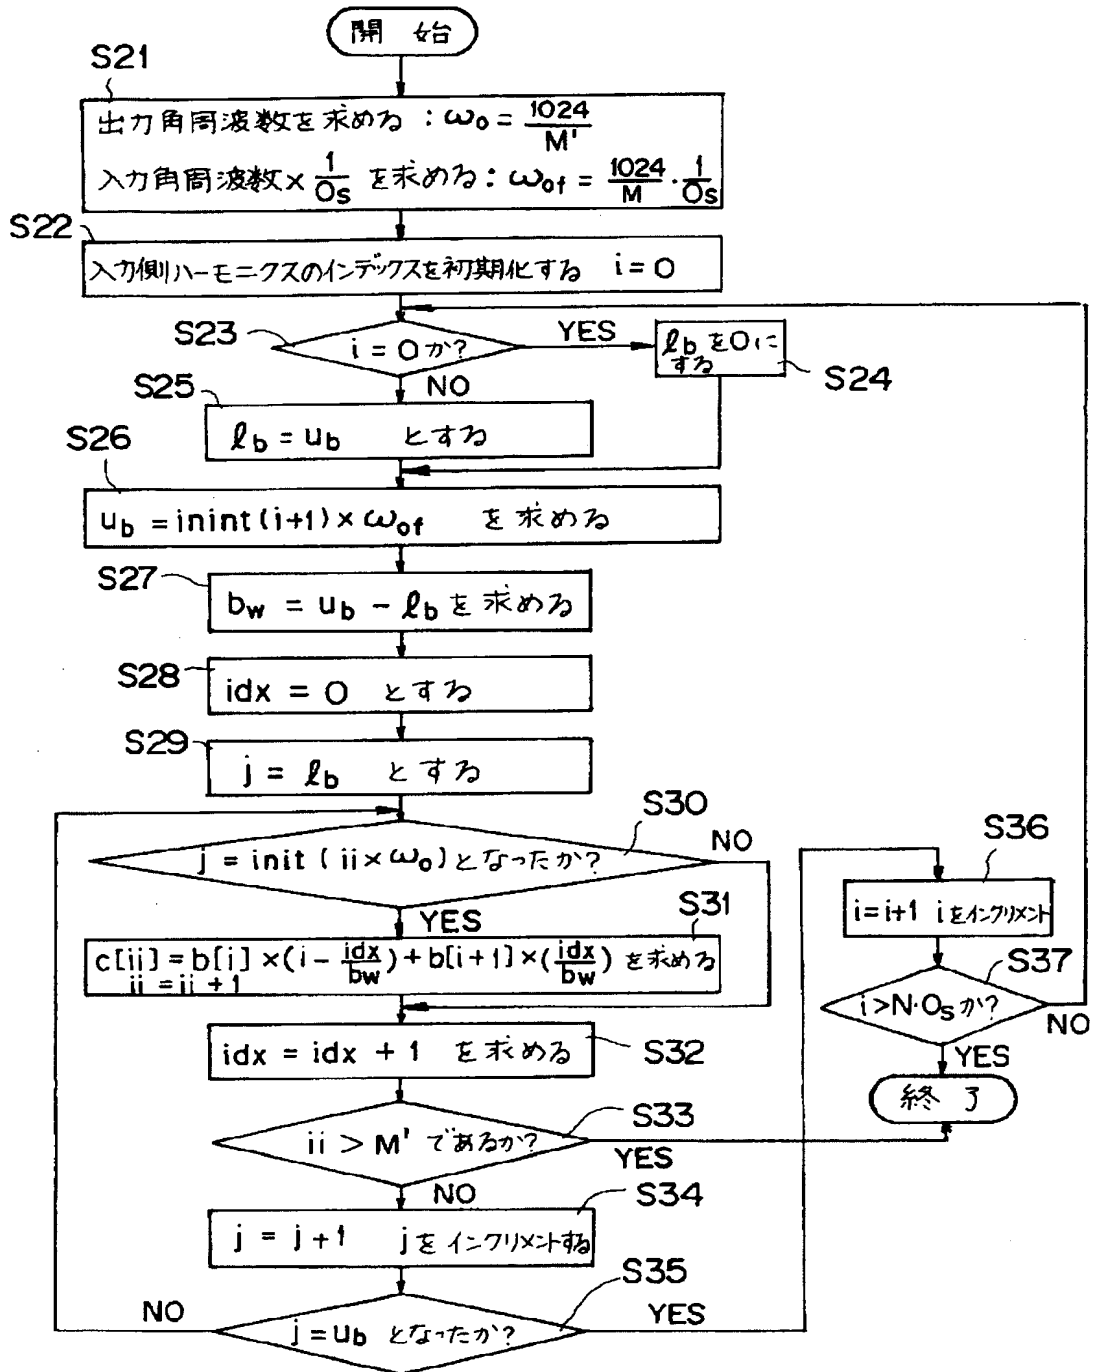 開 始
S21
出力角周波数を求める : ω₀ = 1024/M'
入力角周波数 × 1/Os を求める : ω₀f = 1024/M · 1/Os
S22
入力側ハーモニクスのインデックスを初期化する i = 0
S23
i = 0 か?
YES
ℓb を0に
する
S24
S25
NO
ℓb = ub とする
S26
ub = inint (i+1) × ω₀f を求める
S27
bw = ub - ℓb を求める
S28
idx = 0 とする
S29
j = ℓb とする
S30
j = init ( ii × ω₀ ) となったか?
NO
YES
S31
c[ii] = b[i] × (i - idx/bw) + b[i+1] × (idx/bw) を求める
ii = ii + 1
idx = idx + 1 を求める
S32
S33
ii > M' であるか?
YES
NO
S34
j = j+1 jをインクリメントする
S35
NO
j = ub となったか?
YES
S36
i = i+1 iをインクリメント
S37
i > N·Os か?
NO
YES
終 了